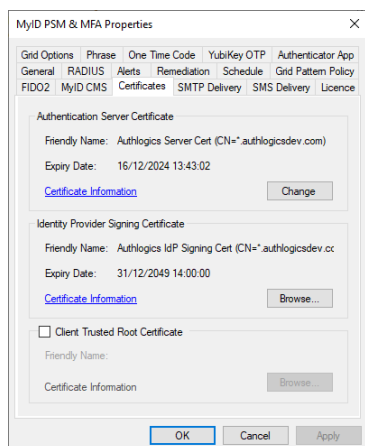 MyID PSM & MFA Properties
Grid Options Phrase One Time Code YubiKey OTP Authenticator App
General RADIUS Alerts Remediation Schedule Grid Pattern Policy
FIDO2 MyID CMS Certificates SMTP Delivery SMS Delivery Licence
Authentication Server Certificate
Friendly Name: Authlogics Server Cert (CN=*.authlogicsdev.com)
Expiry Date: 16/12/2024 13:43:02
Certificate Information Change
Identity Provider Signing Certificate
Friendly Name: Authlogics IdP Signing Cert (CN=*.authlogicsdev.cc
Expiry Date: 31/12/2049 14:00:00
Certificate Information Browse...
Client Trusted Root Certificate
Friendly Name:
Certificate Information Browse...
OK Cancel Apply